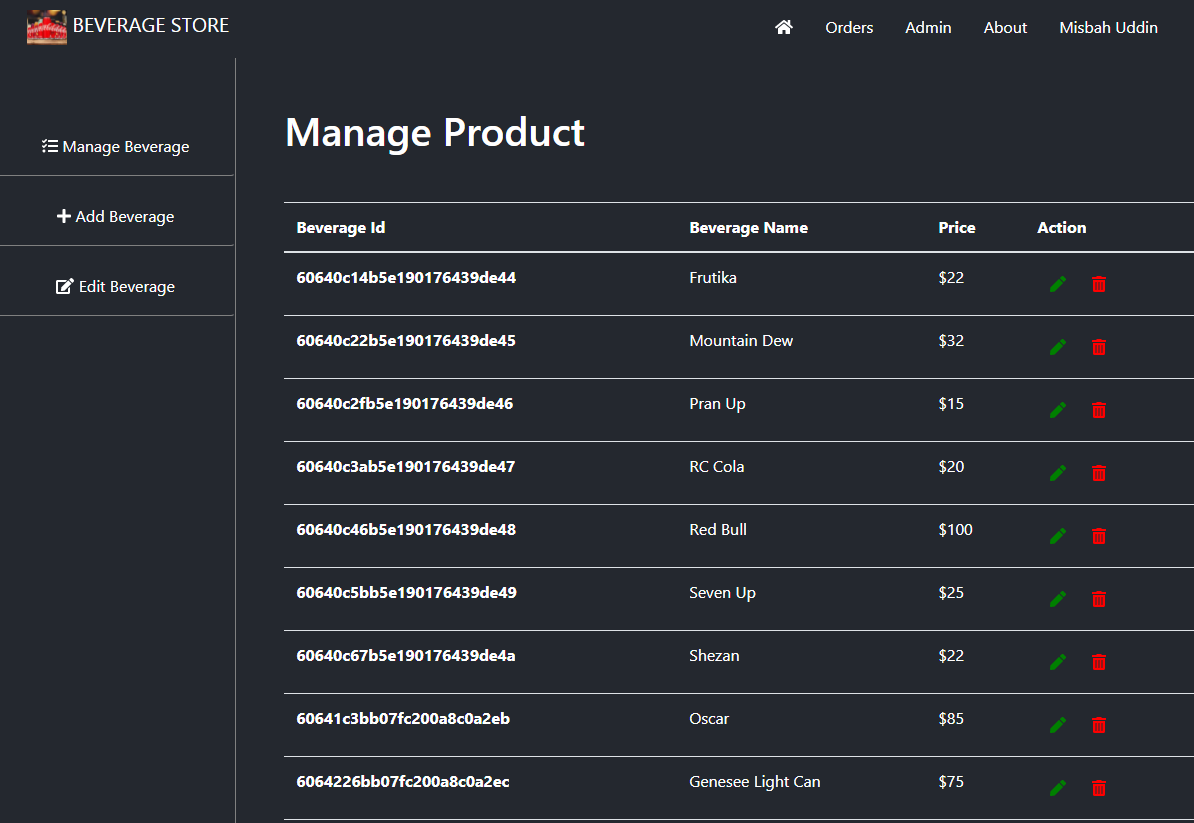 BEVERAGE STORE
Orders Admin About Misbah Uddin
Manage Beverage
Add Beverage
Edit Beverage
Manage Product
Beverage Id Beverage Name Price Action
60640c14b5e190176439de44 Frutika $22
60640c22b5e190176439de45 Mountain Dew $32
60640c2fb5e190176439de46 Pran Up $15
60640c3ab5e190176439de47 RC Cola $20
60640c46b5e190176439de48 Red Bull $100
60640c5bb5e190176439de49 Seven Up $25
60640c67b5e190176439de4a Shezan $22
60641c3bb07fc200a8c0a2eb Oscar $85
6064226bb07fc200a8c0a2ec Genesee Light Can $75